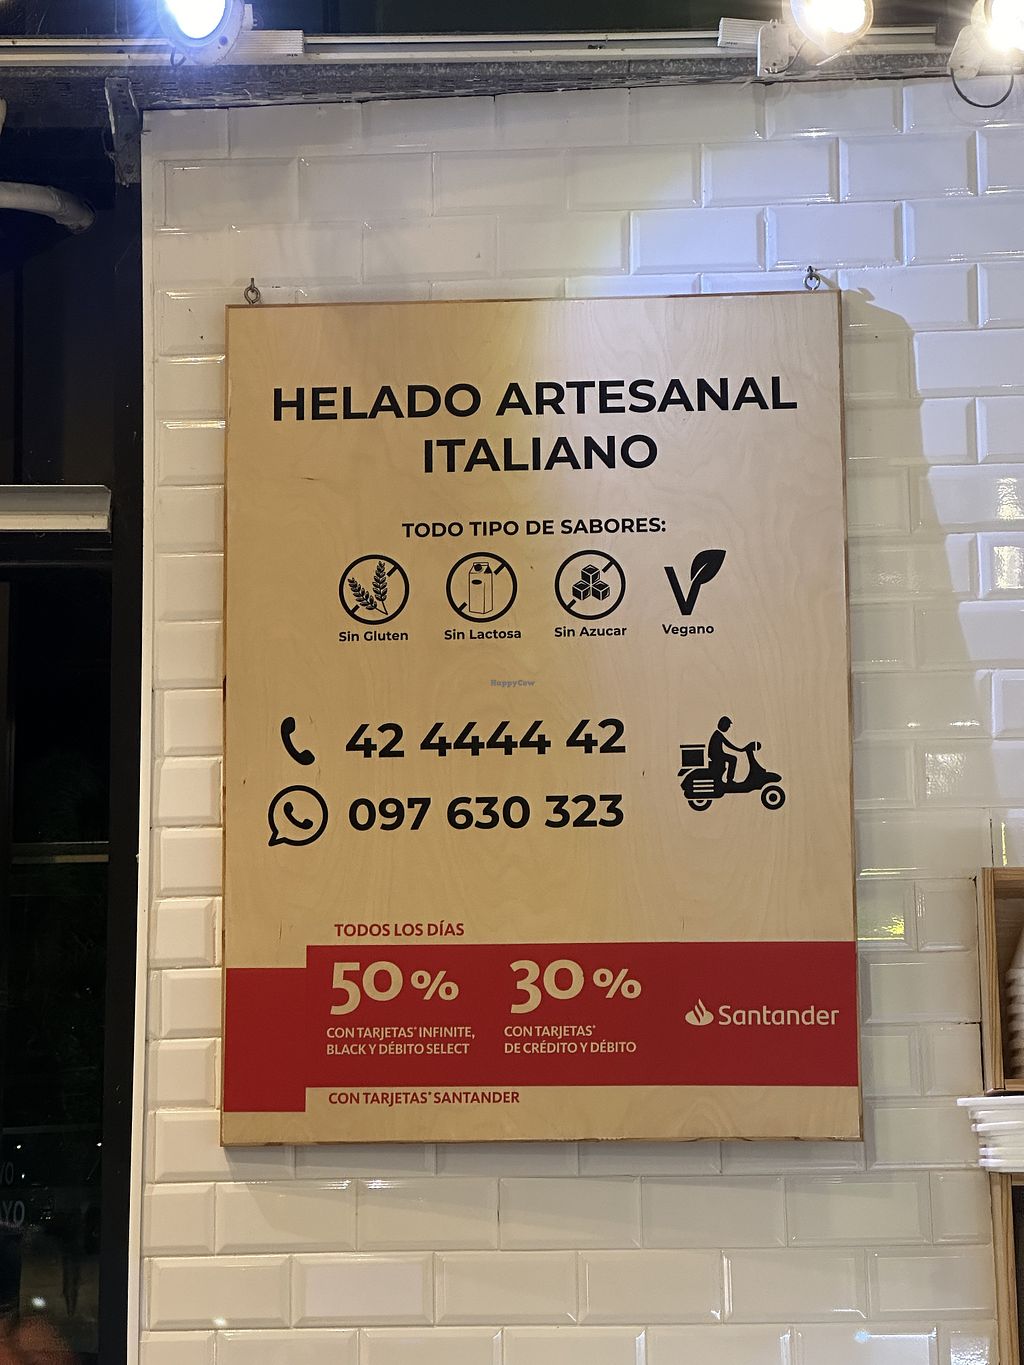 HELADO ARTESANAL
ITALIANO
TODO TIPO DE SABORES:
Sin Gluten Sin Lactosa Sin Azucar Vegano
HappyCow
42 4444 42
097 630 323
TODOS LOS DÍAS
50% 30%
CON TARJETAS* INFINITE, CON TARJETAS*
BLACK Y DÉBITO SELECT DE CRÉDITO Y DÉBITO
Santander
CON TARJETAS* SANTANDER